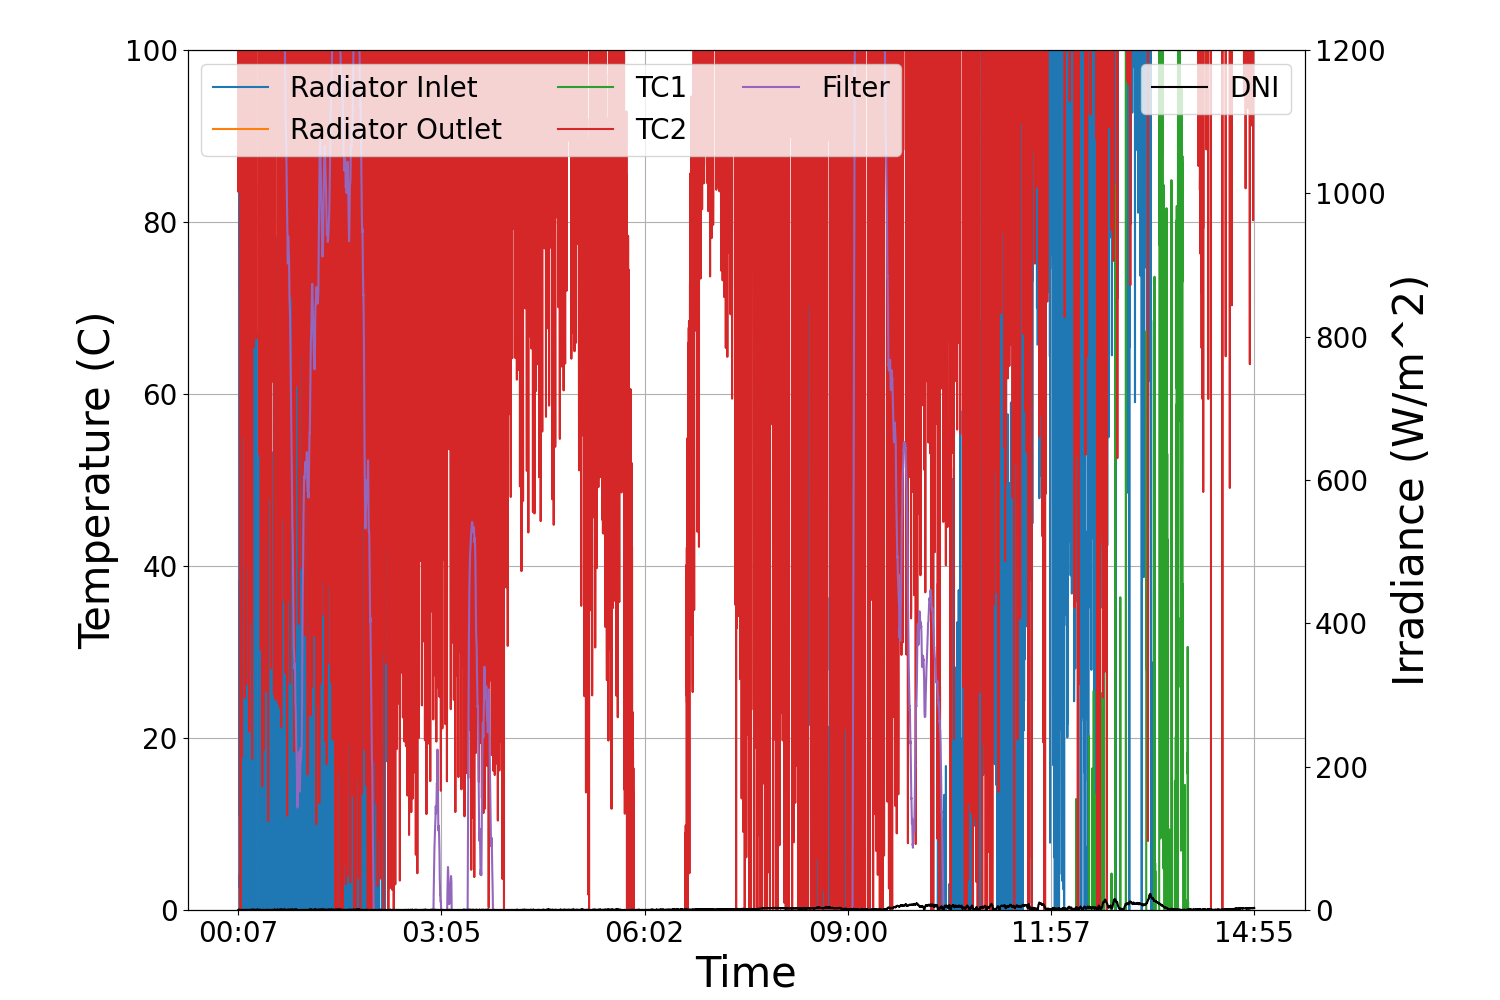 100
80
60
40
20
0
Temperature (C)
Radiator Inlet
Radiator Outlet
TC1
TC2
Filter
DNI
1200
1000
800
600
400
200
0
Irradiance (W/m^2)
00:07 03:05 06:02 09:00 11:57 14:55
Time